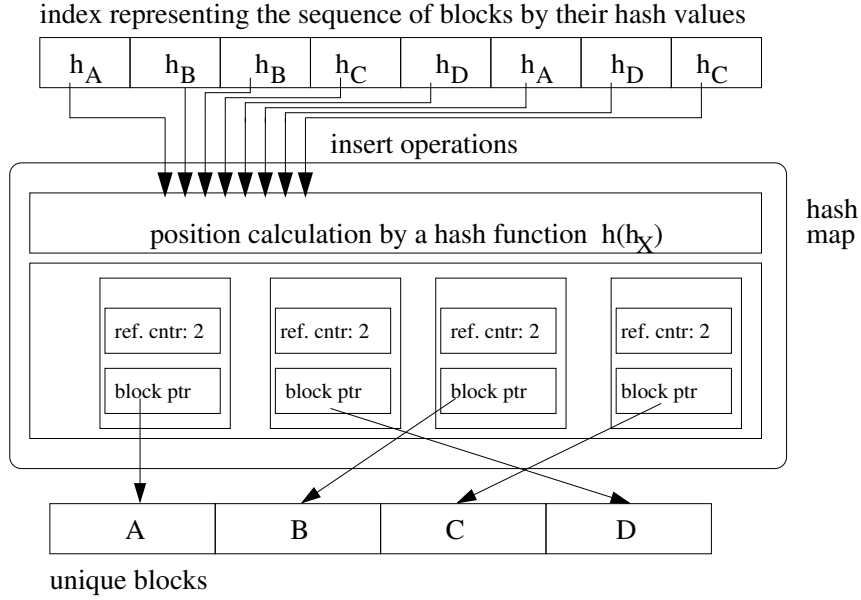 index representing the sequence of blocks by their hash values
hA hB hB hC hD hA hD hC
insert operations
hash
map
position calculation by a hash function h(hX)
ref. cntr: 2 ref. cntr: 2 ref. cntr: 2 ref. cntr: 2
block ptr block ptr block ptr block ptr
A B C D
unique blocks